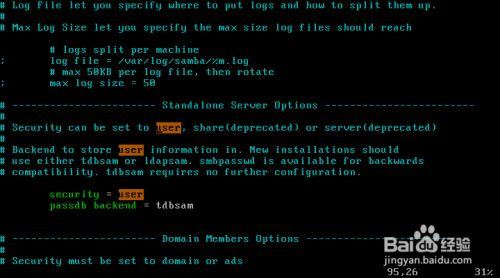 # Log File let you specify where to put logs and how to split them up.
#
# Max Log Size let you specify the max size log files should reach
# logs split per machine
; log file = /var/log/samba/%m.log
# max 50KB per log file, then rotate
; max log size = 50
# ----------------------- Standalone Server Options ------------------------
#
# Security can be set to user, share(deprecated) or server(deprecated)
#
# Backend to store user information in. New installations should
# use either tdbsam or ldapsam. smbpasswd is available for backwards
# compatibility. tdbsam requires no further configuration.
security = user
passdb backend = tdbsam
# ----------------------- Domain Members Options ------------------------
#
# Security must be set to domain or ads
Baidu 经验
jingyan.baidu.com
95,26 31%